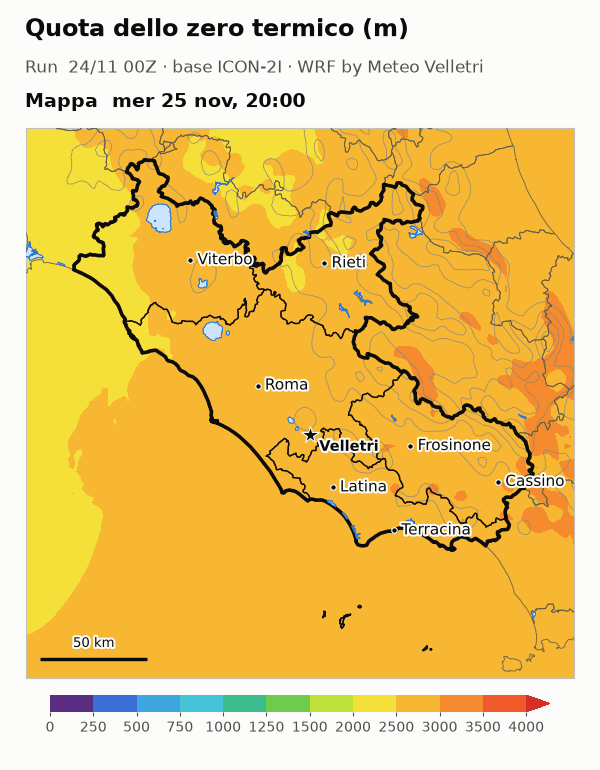 Quota dello zero termico (m)
Run  24/11 00Z · base ICON-2I · WRF by Meteo Velletri
Mappa  mer 25 nov, 20:00
Viterbo
Rieti
Roma
Velletri
Frosinone
Latina
Cassino
Terracina
50 km
0 250 500 750 1000 1250 1500 2000 2500 3000 3500 4000